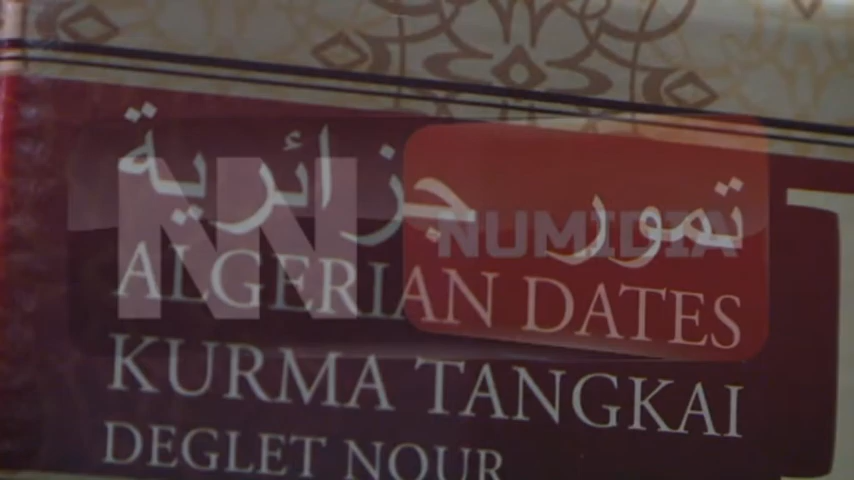 تمور جزائرية
NUMIDIA
ALGERIAN DATES
KURMA TANGKAI
DEGLET NOUR